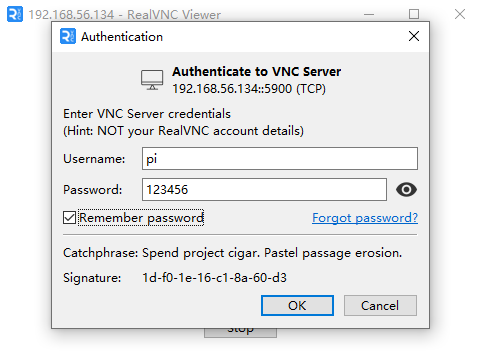 192.168.56.134 - RealVNC Viewer
Authentication
Authenticate to VNC Server
192.168.56.134::5900 (TCP)
Enter VNC Server credentials
(Hint: NOT your RealVNC account details)
Username: pi
Password: 123456
Remember password Forgot password?
Catchphrase: Spend project cigar. Pastel passage erosion.
Signature: 1d-f0-1e-16-c1-8a-60-d3
OK Cancel
Stop